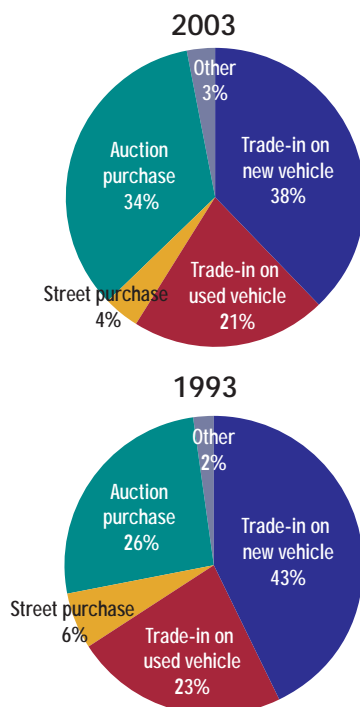 2003
Other
3%
Trade-in on
new vehicle
38%
Auction
purchase
34%
Trade-in on
used vehicle
21%
Street purchase
4%
1993
Other
2%
Trade-in on
new vehicle
43%
Auction
purchase
26%
Street purchase
6%
Trade-in on
used vehicle
23%